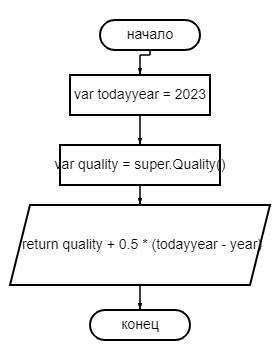 начало
var todayyear = 2023
var quality = super.Quality()
return quality + 0.5 * (todayyear - year)
конец